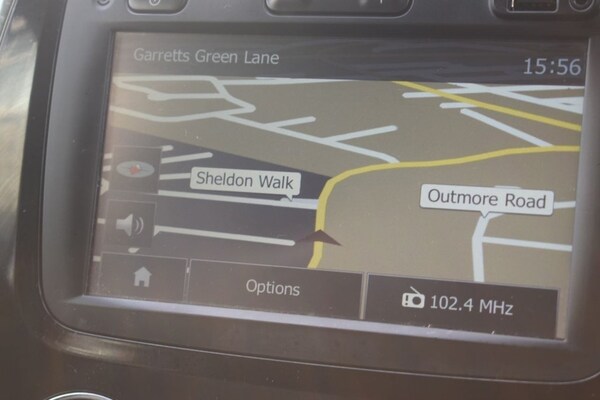 Garretts Green Lane
15:56
Sheldon Walk
Outmore Road
Options
102.4 MHz